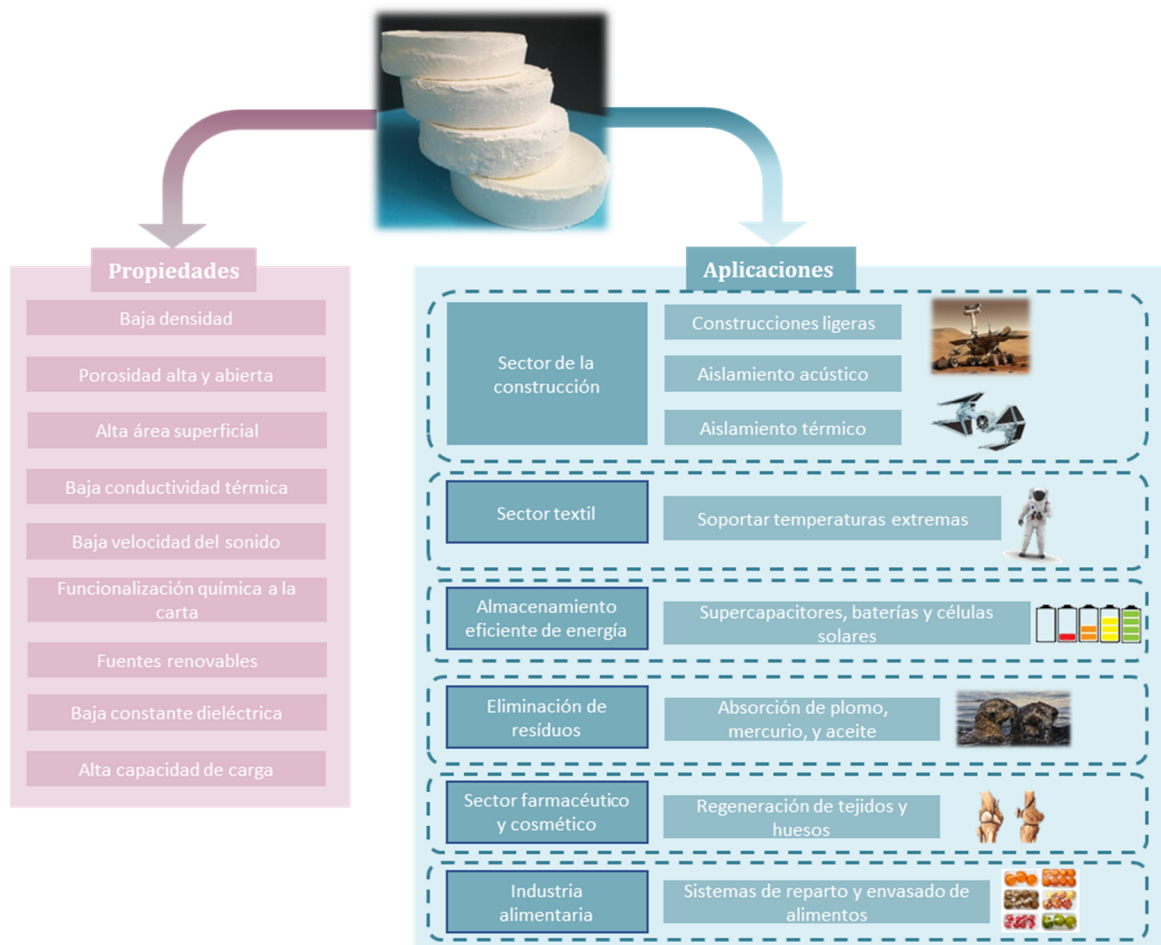 Propiedades
Baja densidad
Porosidad alta y abierta
Alta área superficial
Baja conductividad térmica
Baja velocidad del sonido
Funcionalización química a la
carta
Fuentes renovables
Baja constante dieléctrica
Alta capacidad de carga
Aplicaciones
Sector de la
construcción
Construcciones ligeras
Aislamiento acústico
Aislamiento térmico
Sector textil
Soportar temperaturas extremas
Almacenamiento
eficiente de energía
Supercapacitores, baterías y células
solares
Eliminación de
resíduos
Absorción de plomo,
mercurio, y aceite
Sector farmacéutico
y cosmético
Regeneración de tejidos y
huesos
Industria
alimentaria
Sistemas de reparto y envasado de
alimentos